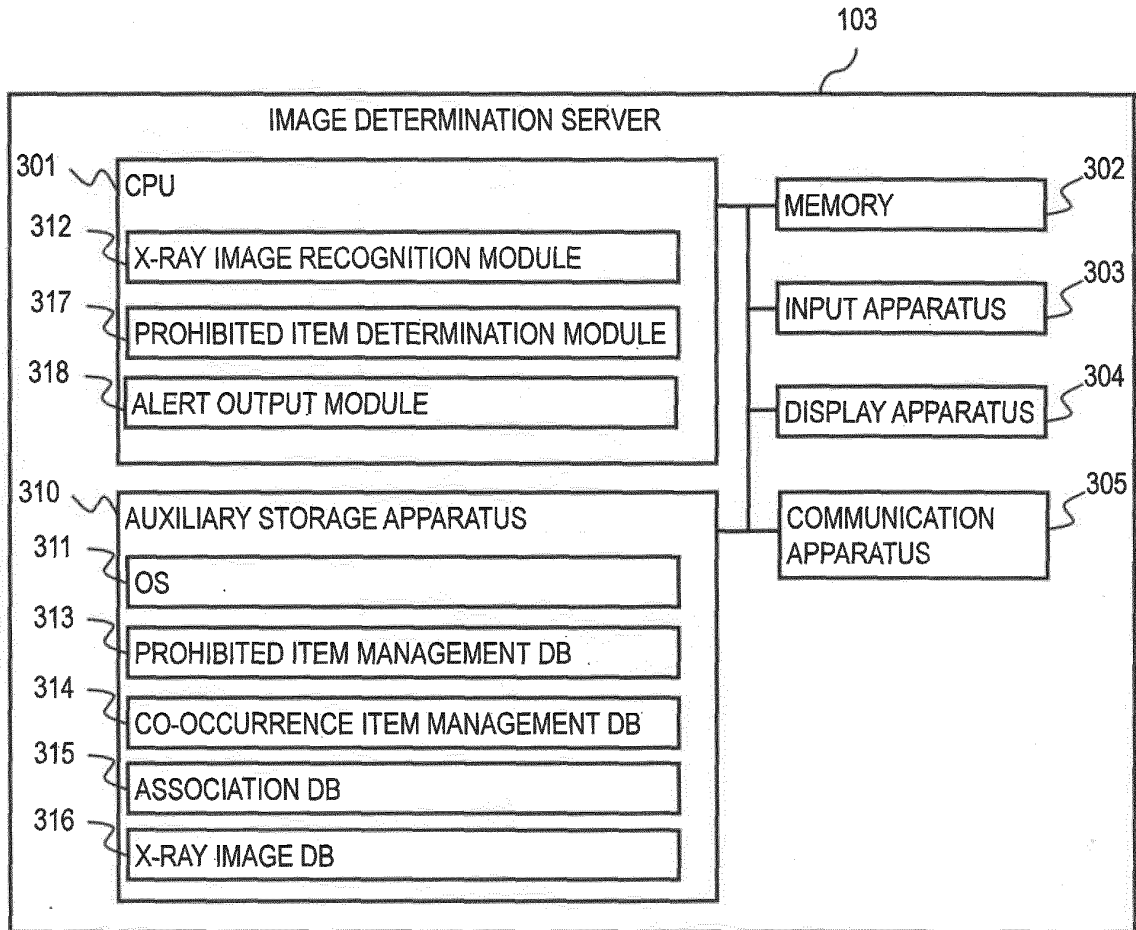 103
IMAGE DETERMINATION SERVER
301
CPU
312
X-RAY IMAGE RECOGNITION MODULE
317
PROHIBITED ITEM DETERMINATION MODULE
318
ALERT OUTPUT MODULE
302
MEMORY
303
INPUT APPARATUS
304
DISPLAY APPARATUS
305
COMMUNICATION
APPARATUS
310
AUXILIARY STORAGE APPARATUS
311
OS
313
PROHIBITED ITEM MANAGEMENT DB
314
CO-OCCURRENCE ITEM MANAGEMENT DB
315
ASSOCIATION DB
316
X-RAY IMAGE DB